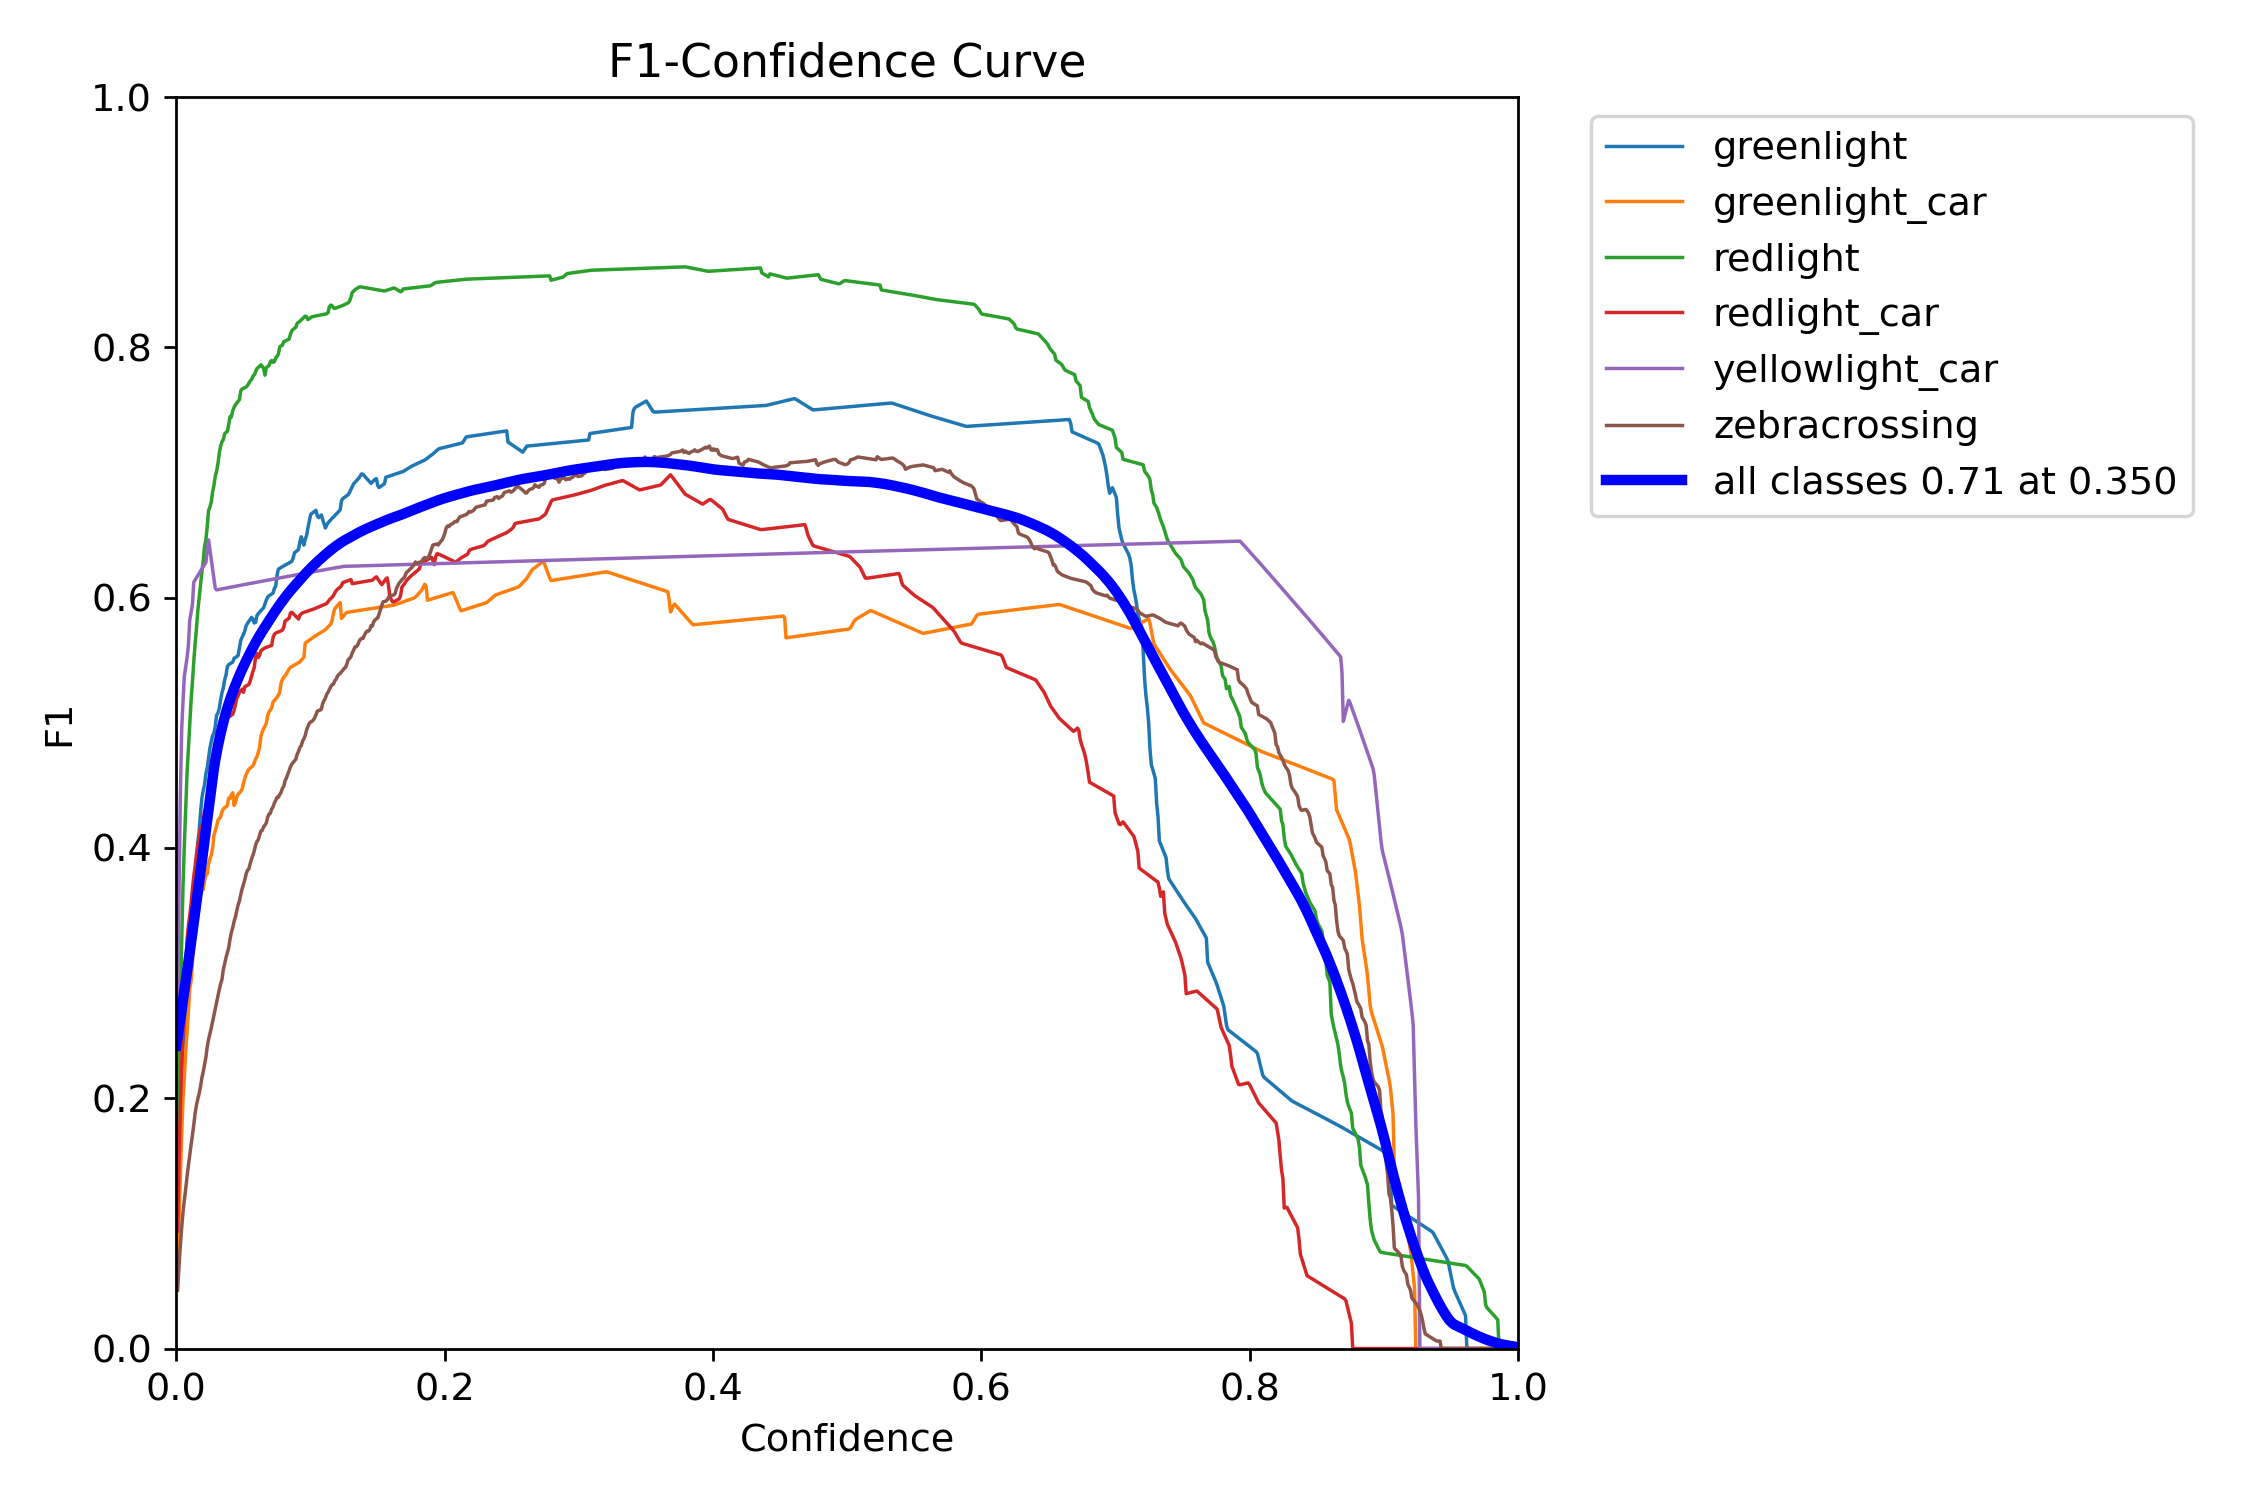 F1-Confidence Curve
1.0
0.8
0.6
0.4
0.2
0.0
F1
0.0 0.2 0.4 0.6 0.8 1.0
Confidence
greenlight
greenlight_car
redlight
redlight_car
yellowlight_car
zebracrossing
all classes 0.71 at 0.350